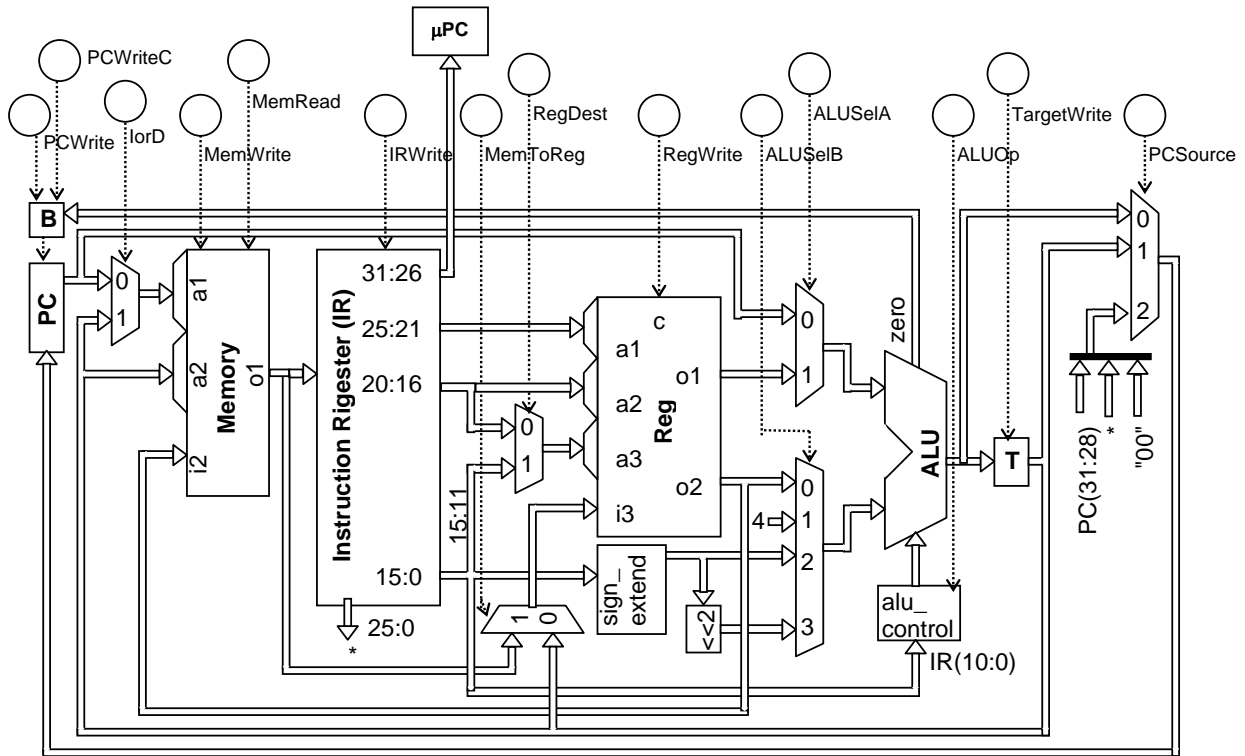 μPC
PCWriteC
MemRead
IorD
RegDest
ALUSelA
TargetWrite
PCWrite
MemWrite
IRWrite
MemToReg
RegWrite
ALUSelB
ALUOp
PCSource
B
PC
0
1
a1
a2
i2
o1
Memory
Instruction Rigester (IR)
31:26
25:21
20:16
15:11
15:0
25:0
*
0
1
1
0
c
a1
a2
a3
i3
o1
o2
Reg
sign_
extend
<<2
0
1
4
0
1
2
3
zero
ALU
alu_
control
IR(10:0)
T
0
1
2
PC(31:28)
*
"00"